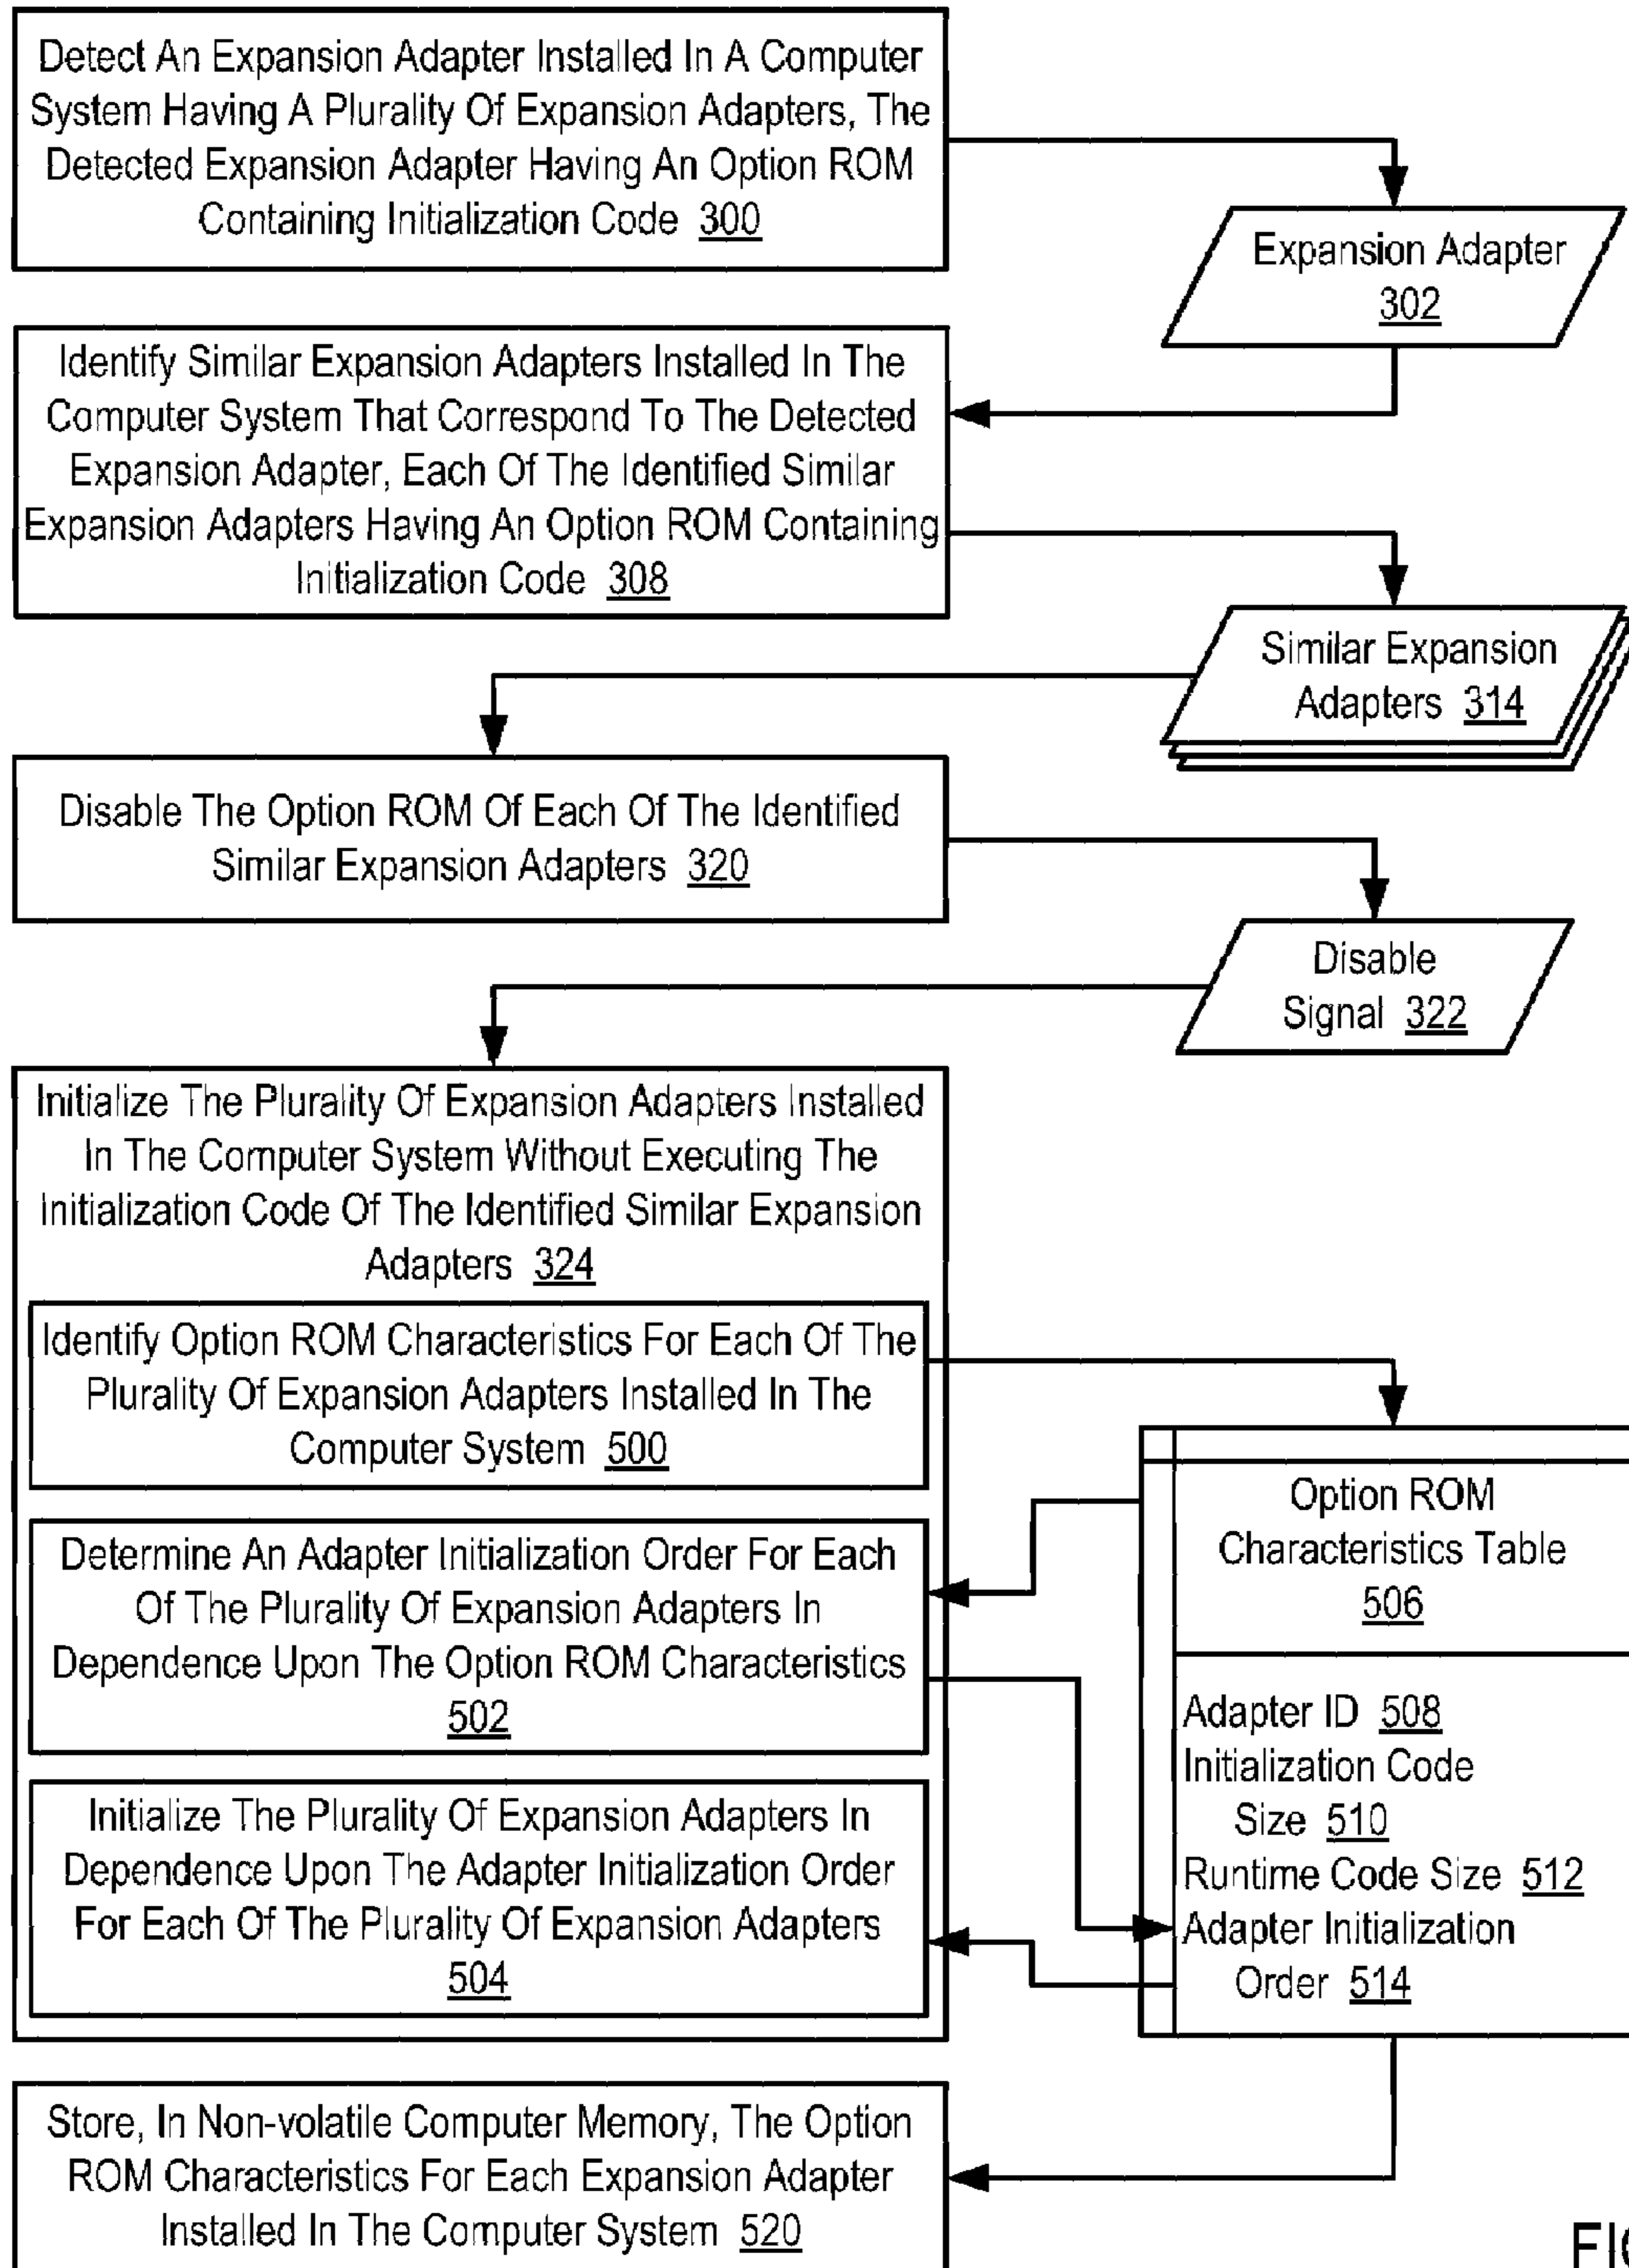 Detect An Expansion Adapter Installed In A Computer
System Having A Plurality Of Expansion Adapters, The
Detected Expansion Adapter Having An Option ROM
Containing Initialization Code 300
Expansion Adapter
302
Identify Similar Expansion Adapters Installed In The
Computer System That Correspond To The Detected
Expansion Adapter, Each Of The Identified Similar
Expansion Adapters Having An Option ROM Containing
Initialization Code 308
Similar Expansion
Adapters 314
Disable The Option ROM Of Each Of The Identified
Similar Expansion Adapters 320
Disable
Signal 322
Initialize The Plurality Of Expansion Adapters Installed
In The Computer System Without Executing The
Initialization Code Of The Identified Similar Expansion
Adapters 324
Identify Option ROM Characteristics For Each Of The
Plurality Of Expansion Adapters Installed In The
Computer System 500
Determine An Adapter Initialization Order For Each
Of The Plurality Of Expansion Adapters In
Dependence Upon The Option ROM Characteristics
502
Initialize The Plurality Of Expansion Adapters In
Dependence Upon The Adapter Initialization Order
For Each Of The Plurality Of Expansion Adapters
504
Option ROM
Characteristics Table
506
Adapter ID 508
Initialization Code
Size 510
Runtime Code Size 512
Adapter Initialization
Order 514
Store, In Non-volatile Computer Memory, The Option
ROM Characteristics For Each Expansion Adapter
Installed In The Computer System 520